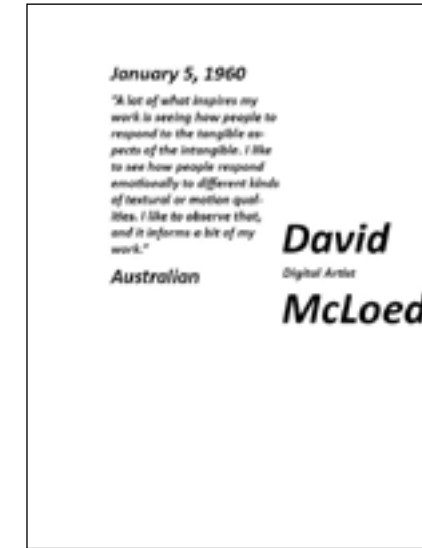 January 5, 1960
"A lot of what inspires my
work is seeing how people to
respond to the tangible as-
pects of the intangible. I like
to see how people respond
emotionally to different kinds
of textural or motion qual-
ities. I like to observe that,
and it informs a bit of my
work."
Australian
David
Digital Artist
McLoed